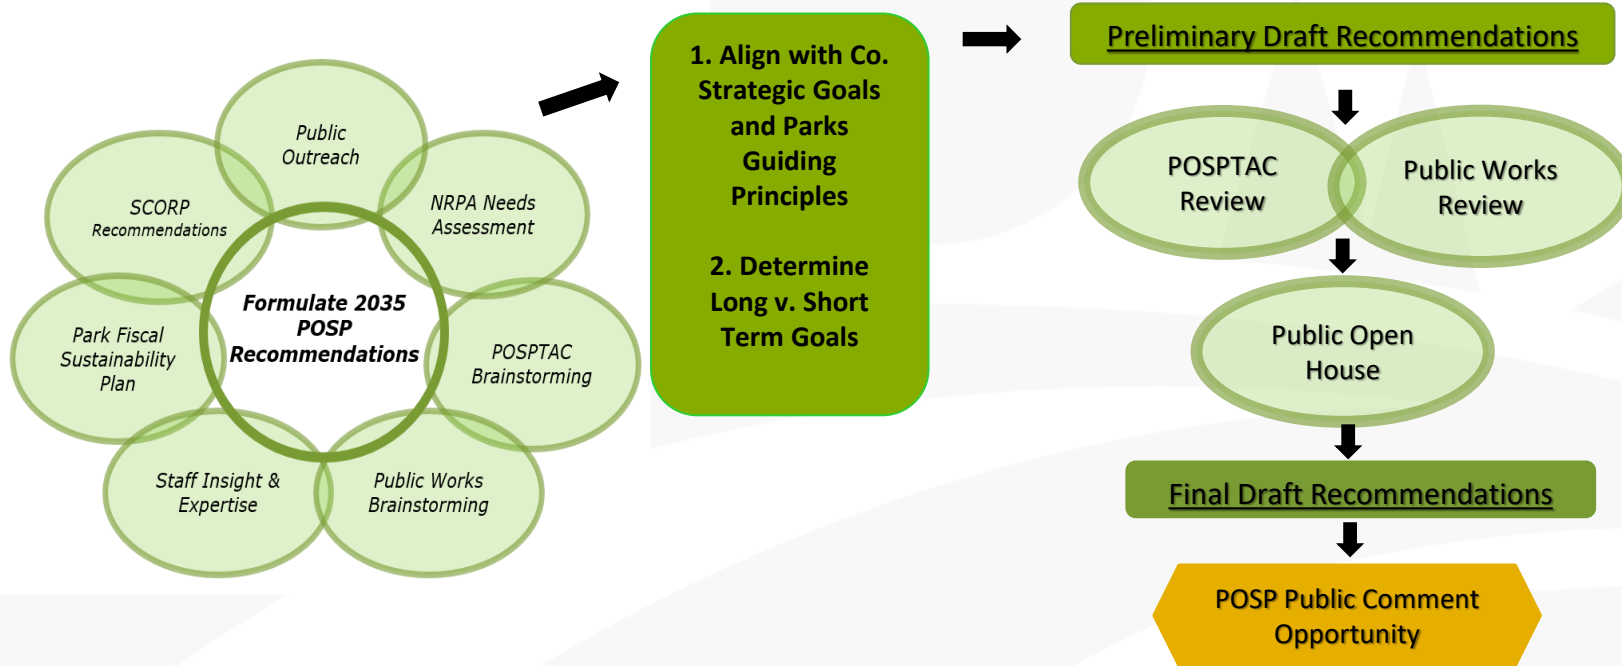 Public
Outreach
SCORP
Recommendations
NRPA Needs
Assessment
Formulate 2035
POSP
Recommendations
Park Fiscal
Sustainability
Plan
POSPTAC
Brainstorming
Staff Insight &
Expertise
Public Works
Brainstorming
1. Align with Co.
Strategic Goals
and Parks
Guiding
Principles
2. Determine
Long v. Short
Term Goals
Preliminary Draft Recommendations
POSPTAC
Review
Public Works
Review
Public Open
House
Final Draft Recommendations
POSP Public Comment
Opportunity